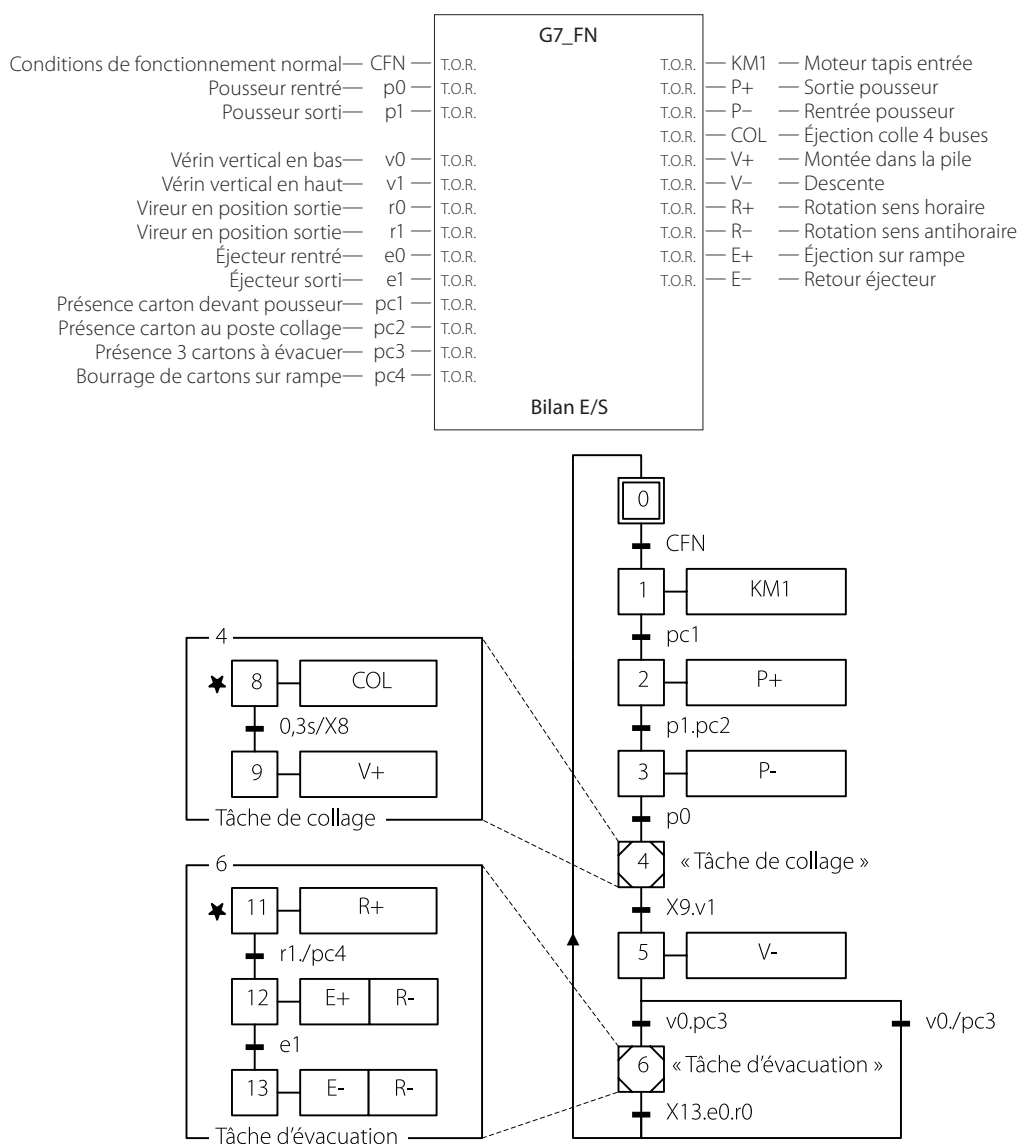 G7_FN
Conditions de fonctionnement normal— CFN — T.O.R. T.O.R. — KM1 — Moteur tapis entrée
Pousseur rentré— p0 — T.O.R. T.O.R. — P+ — Sortie pousseur
Pousseur sorti— p1 — T.O.R. T.O.R. — P− — Rentrée pousseur
T.O.R. — COL — Éjection colle 4 buses
Vérin vertical en bas— v0 — T.O.R. T.O.R. — V+ — Montée dans la pile
Vérin vertical en haut— v1 — T.O.R. T.O.R. — V− — Descente
Vireur en position sortie— r0 — T.O.R. T.O.R. — R+ — Rotation sens horaire
Vireur en position sortie— r1 — T.O.R. T.O.R. — R− — Rotation sens antihoraire
Éjecteur rentré— e0 — T.O.R. T.O.R. — E+ — Éjection sur rampe
Éjecteur sorti— e1 — T.O.R. T.O.R. — E− — Retour éjecteur
Présence carton devant pousseur— pc1 — T.O.R.
Présence carton au poste collage— pc2 — T.O.R.
Présence 3 cartons à évacuer— pc3 — T.O.R.
Bourrage de cartons sur rampe— pc4 — T.O.R.
Bilan E/S
0
CFN
1 KM1
pc1
2 P+
p1.pc2
3 P-
p0
4 « Tâche de collage »
X9.v1
5 V-
v0.pc3 v0./pc3
6 « Tâche d'évacuation »
X13.e0.r0
4
8 COL
0,3s/X8
9 V+
Tâche de collage
6
11 R+
r1./pc4
12 E+ R-
e1
13 E- R-
Tâche d'évacuation